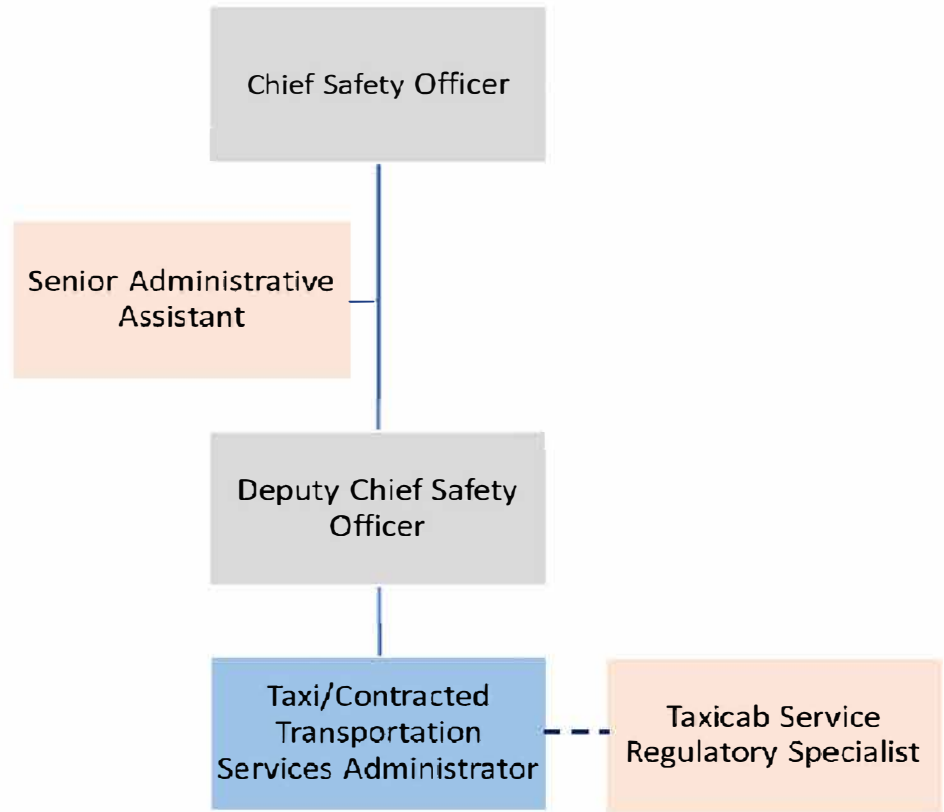 Chief Safety Officer
Senior Administrative
Assistant
Deputy Chief Safety
Officer
Taxi/Contracted
Transportation
Services Administrator
Taxicab Service
Regulatory Specialist